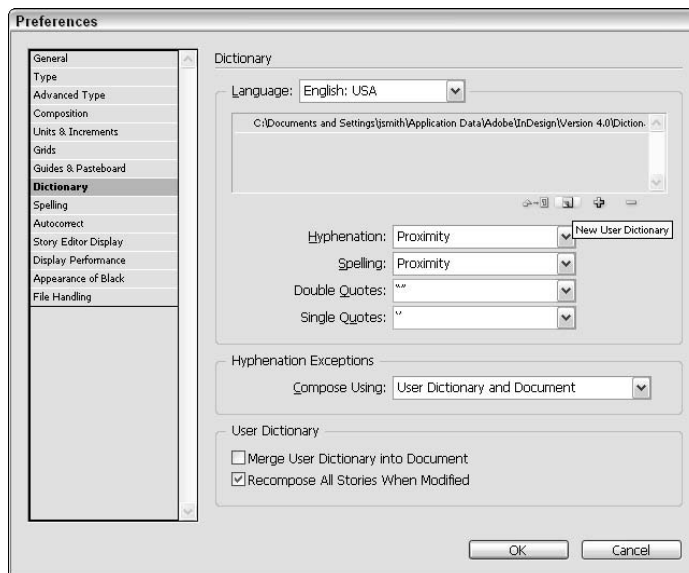 Preferences
General
Type
Advanced Type
Composition
Units & Increments
Grids
Guides & Pasteboard
Dictionary
Spelling
Autocorrect
Story Editor Display
Display Performance
Appearance of Black
File Handling
Dictionary
Language: English: USA
C:\Documents and Settings\jsmith\Application Data\Adobe\InDesign\Version 4.0\Diction.
New User Dictionary
Hyphenation: Proximity
Spelling: Proximity
Double Quotes: “”
Single Quotes: ‘’
Hyphenation Exceptions
Compose Using: User Dictionary and Document
User Dictionary
Merge User Dictionary into Document
Recompose All Stories When Modified
OK Cancel